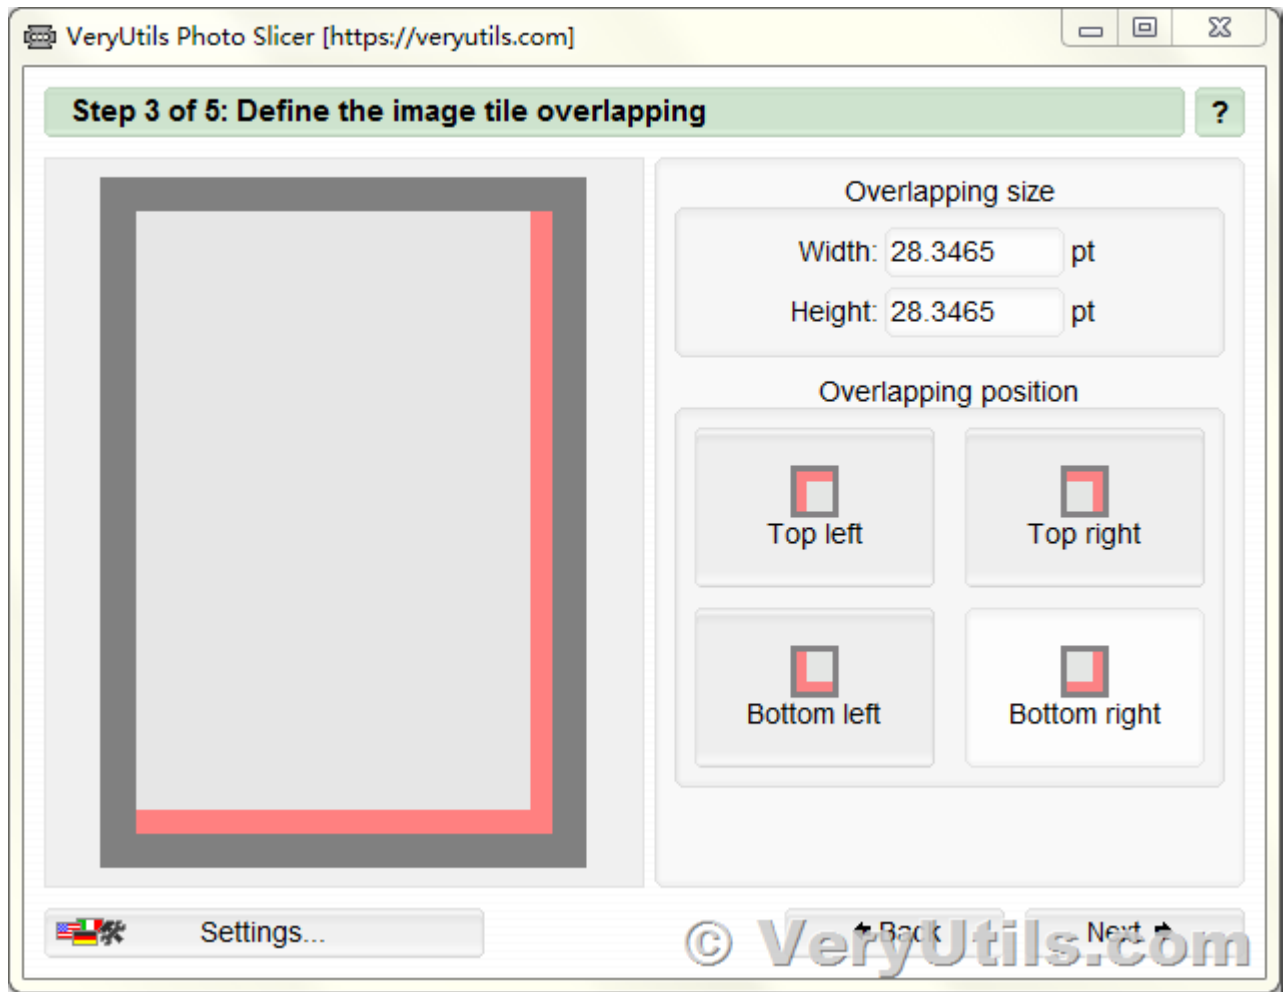 VeryUtils Photo Slicer [https://veryutils.com]
Step 3 of 5: Define the image tile overlapping
?
Overlapping size
Width: 28.3465 pt
Height: 28.3465 pt
Overlapping position
Top left
Top right
Bottom left
Bottom right
Settings...
Back
Next
© VeryUtils.com